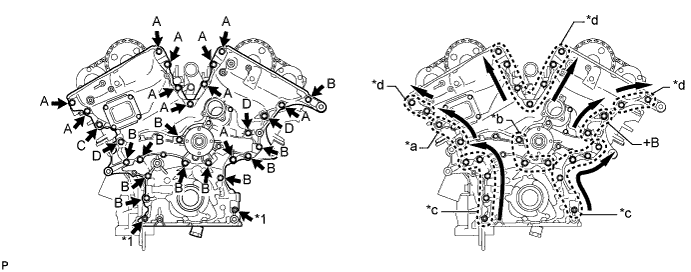 A A A A *d
B
A A *d *d
A D
A A
C B *b
B D
D B +B
B *a
B B B
B B
B *c *c
*1 *1
P